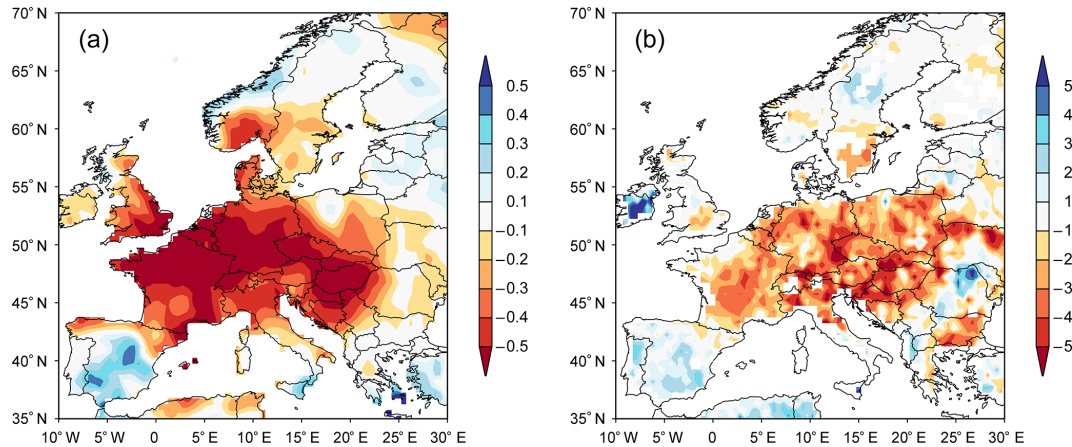 (a)
70° N
65° N
60° N
55° N
50° N
45° N
40° N
35° N
10° W
5° W
0
5° E
10° E
15° E
20° E
25° E
30° E
0.5
0.4
0.3
0.2
0.1
−0.1
−0.2
−0.3
−0.4
−0.5
(b)
70° N
65° N
60° N
55° N
50° N
45° N
40° N
35° N
10° W
5° W
0
5° E
10° E
15° E
20° E
25° E
30° E
5
4
3
2
1
−1
−2
−3
−4
−5